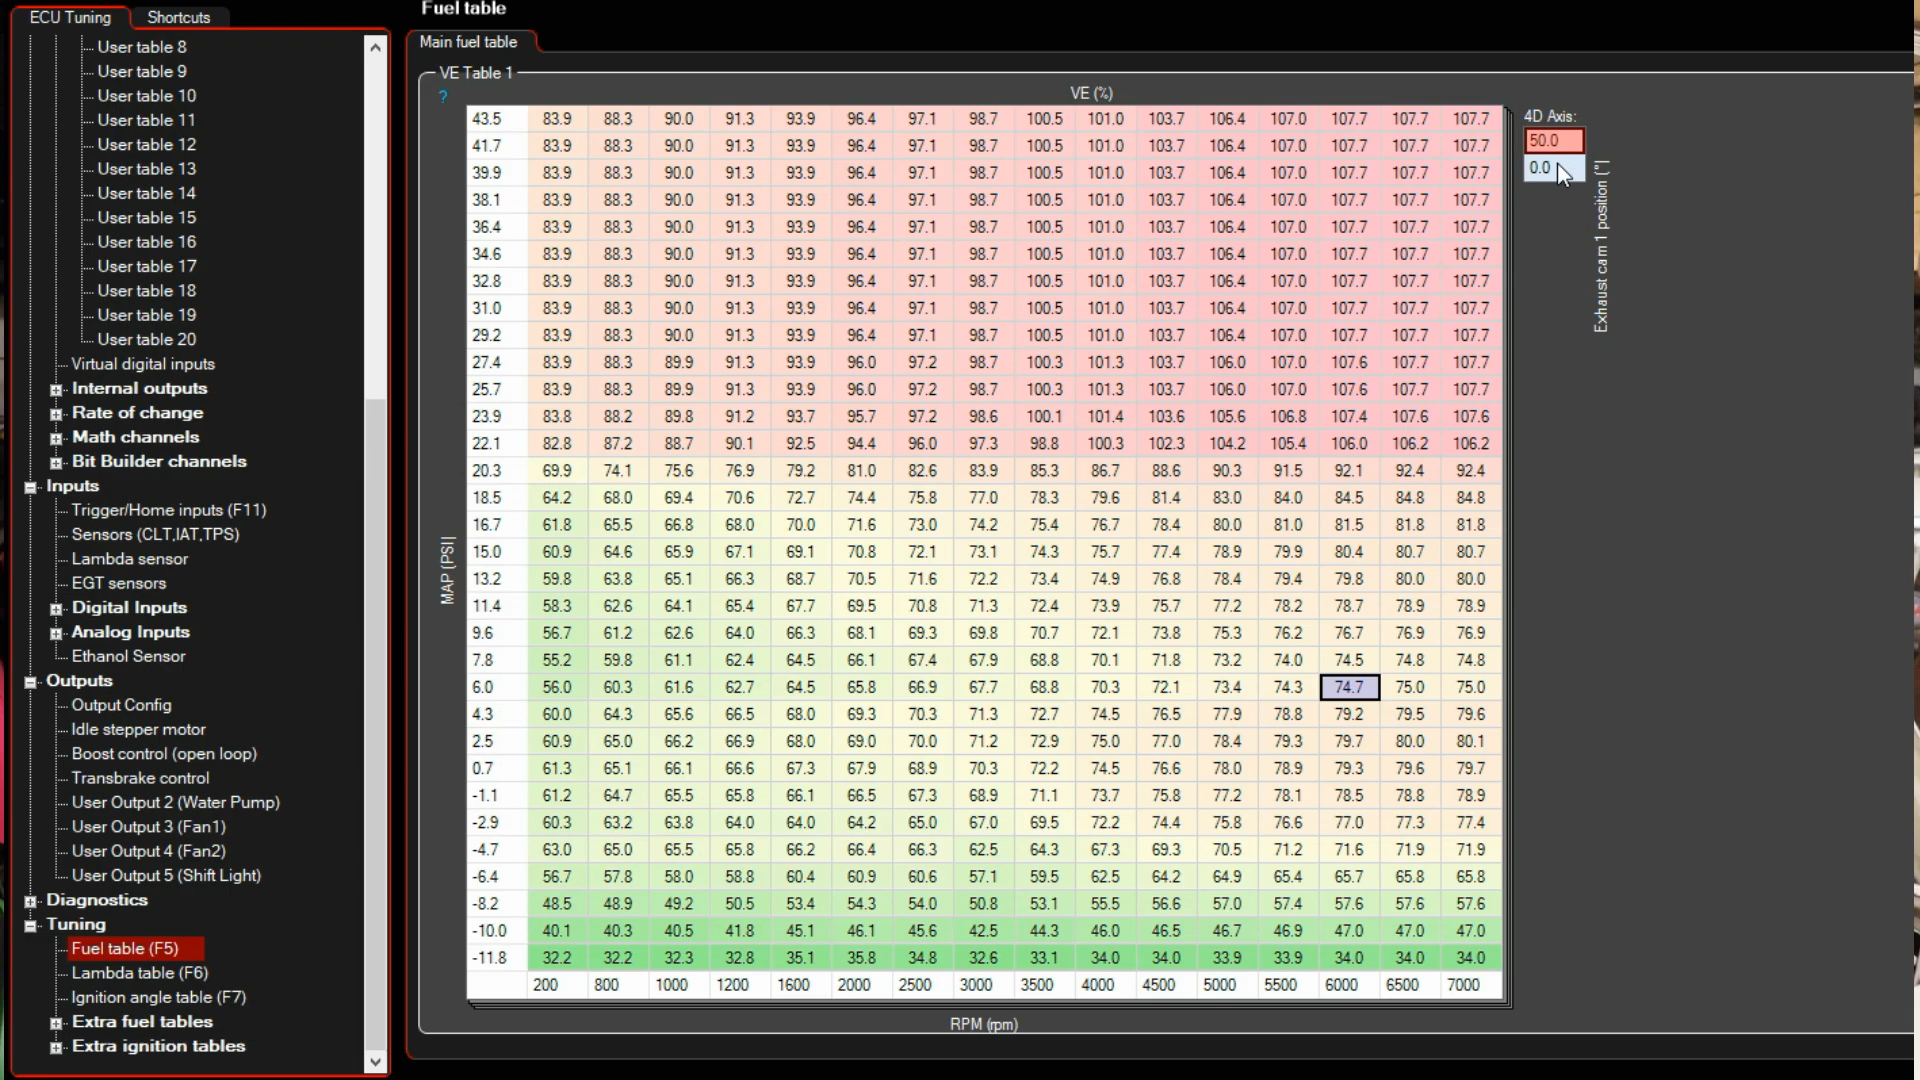 ECU Tuning Shortcuts
User table 8
User table 9
User table 10
User table 11
User table 12
User table 13
User table 14
User table 15
User table 16
User table 17
User table 18
User table 19
User table 20
Virtual digital inputs
Internal outputs
Rate of change
Math channels
Bit Builder channels
Inputs
Trigger/Home inputs (F11)
Sensors (CLT,IAT,TPS)
Lambda sensor
EGT sensors
Digital Inputs
Analog Inputs
Ethanol Sensor
Outputs
Output Config
Idle stepper motor
Boost control (open loop)
Transbrake control
User Output 2 (Water Pump)
User Output 3 (Fan1)
User Output 4 (Fan2)
User Output 5 (Shift Light)
Diagnostics
Tuning
Fuel table (F5)
Lambda table (F6)
Ignition angle table (F7)
Extra fuel tables
Extra ignition tables
Fuel table
Main fuel table
VE Table 1
?
VE (%)
43.5 83.9 88.3 90.0 91.3 93.9 96.4 97.1 98.7 100.5 101.0 103.7 106.4 107.0 107.7 107.7 107.7
41.7 83.9 88.3 90.0 91.3 93.9 96.4 97.1 98.7 100.5 101.0 103.7 106.4 107.0 107.7 107.7 107.7
39.9 83.9 88.3 90.0 91.3 93.9 96.4 97.1 98.7 100.5 101.0 103.7 106.4 107.0 107.7 107.7 107.7
38.1 83.9 88.3 90.0 91.3 93.9 96.4 97.1 98.7 100.5 101.0 103.7 106.4 107.0 107.7 107.7 107.7
36.4 83.9 88.3 90.0 91.3 93.9 96.4 97.1 98.7 100.5 101.0 103.7 106.4 107.0 107.7 107.7 107.7
34.6 83.9 88.3 90.0 91.3 93.9 96.4 97.1 98.7 100.5 101.0 103.7 106.4 107.0 107.7 107.7 107.7
32.8 83.9 88.3 90.0 91.3 93.9 96.4 97.1 98.7 100.5 101.0 103.7 106.4 107.0 107.7 107.7 107.7
31.0 83.9 88.3 90.0 91.3 93.9 96.4 97.1 98.7 100.5 101.0 103.7 106.4 107.0 107.7 107.7 107.7
29.2 83.9 88.3 90.0 91.3 93.9 96.4 97.1 98.7 100.5 101.0 103.7 106.4 107.0 107.7 107.7 107.7
27.4 83.9 88.3 89.9 91.3 93.9 96.0 97.2 98.7 100.3 101.3 103.7 106.0 107.0 107.6 107.7 107.7
25.7 83.9 88.3 89.9 91.3 93.9 96.0 97.2 98.7 100.3 101.3 103.7 106.0 107.0 107.6 107.7 107.7
23.9 83.8 88.2 89.8 91.2 93.7 95.7 97.2 98.6 100.1 101.4 103.6 105.6 106.8 107.4 107.6 107.6
22.1 82.8 87.2 88.7 90.1 92.5 94.4 96.0 97.3 98.8 100.3 102.3 104.2 105.4 106.0 106.2 106.2
20.3 69.9 74.1 75.6 76.9 79.2 81.0 82.6 83.9 85.3 86.7 88.6 90.3 91.5 92.1 92.4 92.4
18.5 64.2 68.0 69.4 70.6 72.7 74.4 75.8 77.0 78.3 79.6 81.4 83.0 84.0 84.5 84.8 84.8
16.7 61.8 65.5 66.8 68.0 70.0 71.6 73.0 74.2 75.4 76.7 78.4 80.0 81.0 81.5 81.8 81.8
15.0 60.9 64.6 65.9 67.1 69.1 70.8 72.1 73.1 74.3 75.7 77.4 78.9 79.9 80.4 80.7 80.7
13.2 59.8 63.8 65.1 66.3 68.7 70.5 71.6 72.2 73.4 74.9 76.8 78.4 79.4 79.8 80.0 80.0
11.4 58.3 62.6 64.1 65.4 67.7 69.5 70.8 71.3 72.4 73.9 75.7 77.2 78.2 78.7 78.9 78.9
9.6 56.7 61.2 62.6 64.0 66.3 68.1 69.3 69.8 70.7 72.1 73.8 75.3 76.2 76.7 76.9 76.9
7.8 55.2 59.8 61.1 62.4 64.5 66.1 67.4 67.9 68.8 70.1 71.8 73.2 74.0 74.5 74.8 74.8
6.0 56.0 60.3 61.6 62.7 64.5 65.8 66.9 67.7 68.8 70.3 72.1 73.4 74.3 74.7 75.0 75.0
4.3 60.0 64.3 65.6 66.5 68.0 69.3 70.3 71.3 72.7 74.5 76.5 77.9 78.8 79.2 79.5 79.6
2.5 60.9 65.0 66.2 66.9 68.0 69.0 70.0 71.2 72.9 75.0 77.0 78.4 79.3 79.7 80.0 80.1
0.7 61.3 65.1 66.1 66.6 67.3 67.9 68.9 70.3 72.2 74.5 76.6 78.0 78.9 79.3 79.6 79.7
-1.1 61.2 64.7 65.5 65.8 66.1 66.5 67.3 68.9 71.1 73.7 75.8 77.2 78.1 78.5 78.8 78.9
-2.9 60.3 63.2 63.8 64.0 64.0 64.2 65.0 67.0 69.5 72.2 74.4 75.8 76.6 77.0 77.3 77.4
-4.7 63.0 65.0 65.5 65.8 66.2 66.4 66.3 62.5 64.3 67.3 69.3 70.5 71.2 71.6 71.9 71.9
-6.4 56.7 57.8 58.0 58.8 60.4 60.9 60.6 57.1 59.5 62.5 64.2 64.9 65.4 65.7 65.8 65.8
-8.2 48.5 48.9 49.2 50.5 53.4 54.3 54.0 50.8 53.1 55.5 56.6 57.0 57.4 57.6 57.6 57.6
-10.0 40.1 40.3 40.5 41.8 45.1 46.1 45.6 42.5 44.3 46.0 46.5 46.7 46.9 47.0 47.0 47.0
-11.8 32.2 32.2 32.3 32.8 35.1 35.8 34.8 32.6 33.1 34.0 34.0 33.9 33.9 34.0 34.0 34.0
200 800 1000 1200 1600 2000 2500 3000 3500 4000 4500 5000 5500 6000 6500 7000
MAP [PSI]
RPM (rpm)
4D Axis:
50.0
0.0
Exhaust cam 1 position [°]